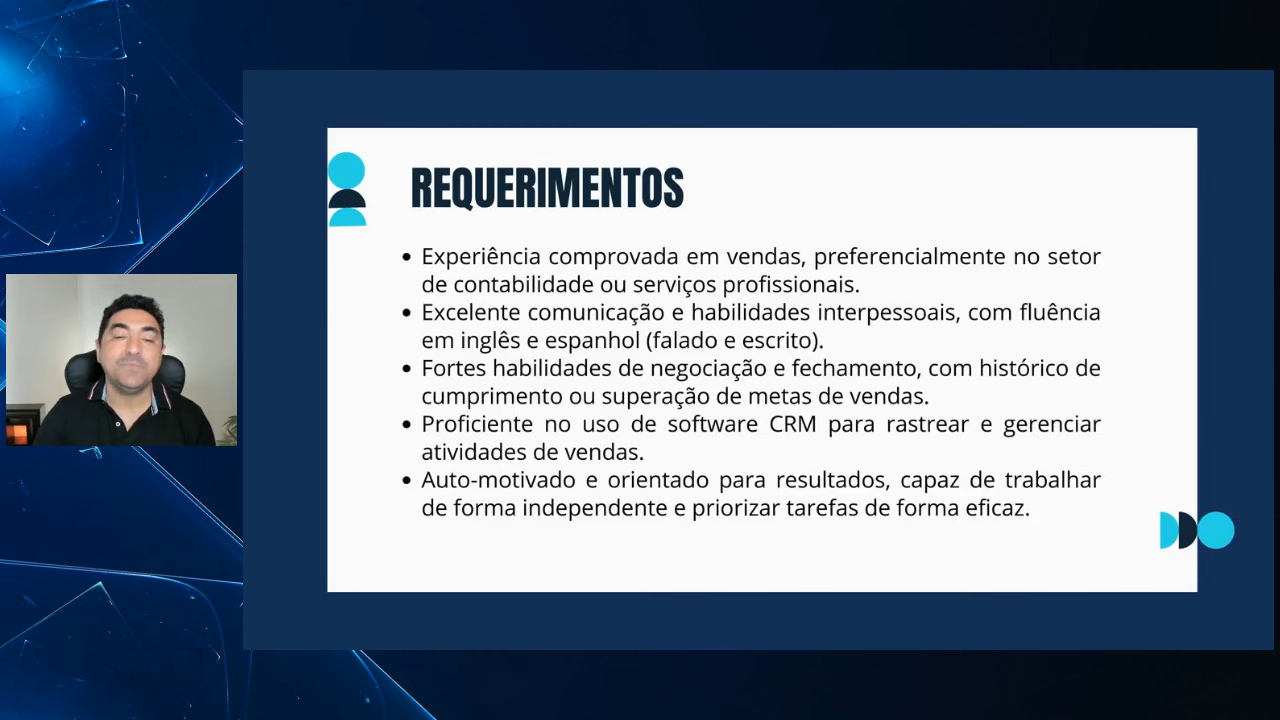 REQUERIMENTOS
• Experiência comprovada em vendas, preferencialmente no setor
de contabilidade ou serviços profissionais.
• Excelente comunicação e habilidades interpessoais, com fluência
em inglês e espanhol (falado e escrito).
• Fortes habilidades de negociação e fechamento, com histórico de
cumprimento ou superação de metas de vendas.
• Proficiente no uso de software CRM para rastrear e gerenciar
atividades de vendas.
• Auto-motivado e orientado para resultados, capaz de trabalhar
de forma independente e priorizar tarefas de forma eficaz.